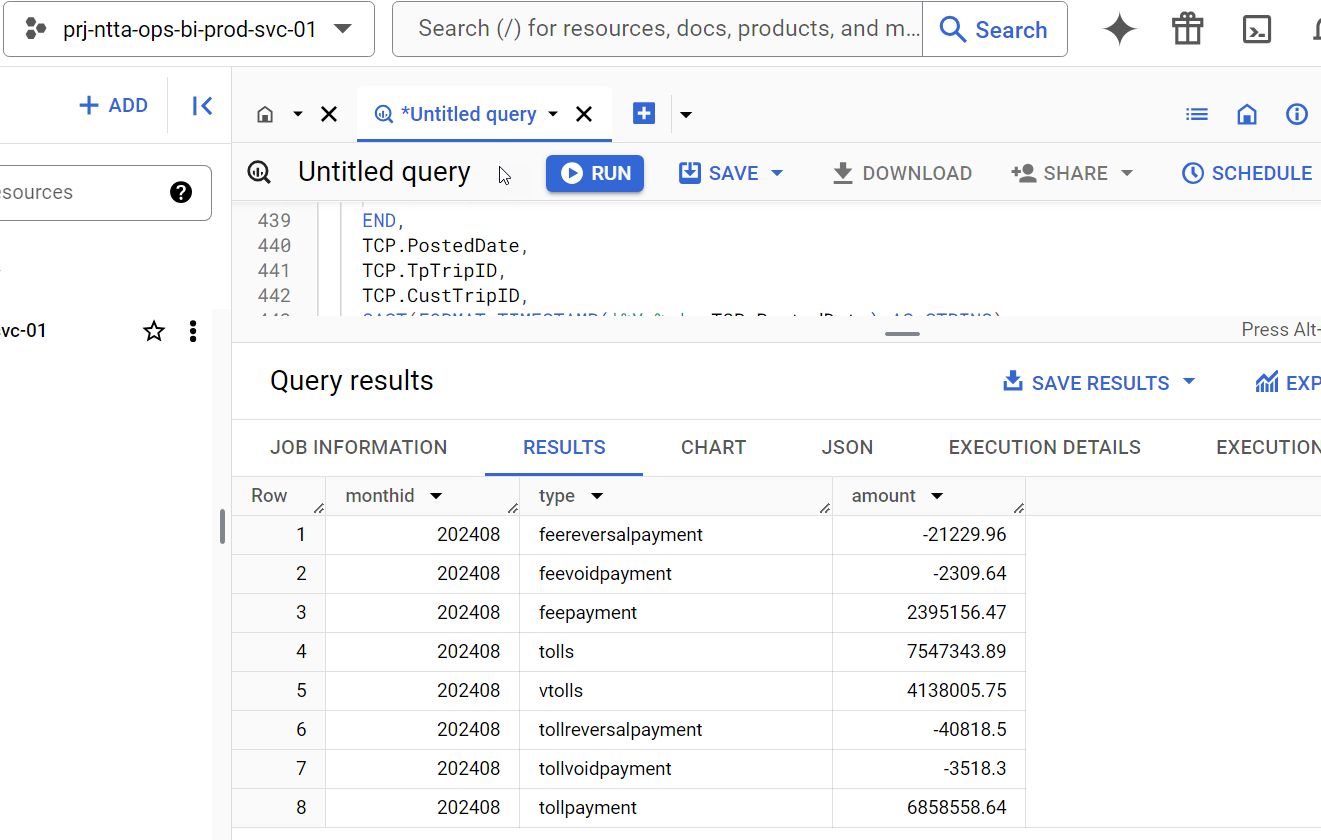 prj-ntta-ops-bi-prod-svc-01
Search (/) for resources, docs, products, and m... Search
+ ADD
*Untitled query
Untitled query RUN SAVE DOWNLOAD SHARE SCHEDULE
esources ?
439 END,
440 TCP.PostedDate,
441 TCP.TpTripID,
442 TCP.CustTripID,
vc-01
Press Alt-
Query results SAVE RESULTS EXP
JOB INFORMATION RESULTS CHART JSON EXECUTION DETAILS EXECUTION
Row monthid type amount
1 202408 feereversalpayment -21229.96
2 202408 feevoidpayment -2309.64
3 202408 feepayment 2395156.47
4 202408 tolls 7547343.89
5 202408 vtolls 4138005.75
6 202408 tollreversalpayment -40818.5
7 202408 tollvoidpayment -3518.3
8 202408 tollpayment 6858558.64